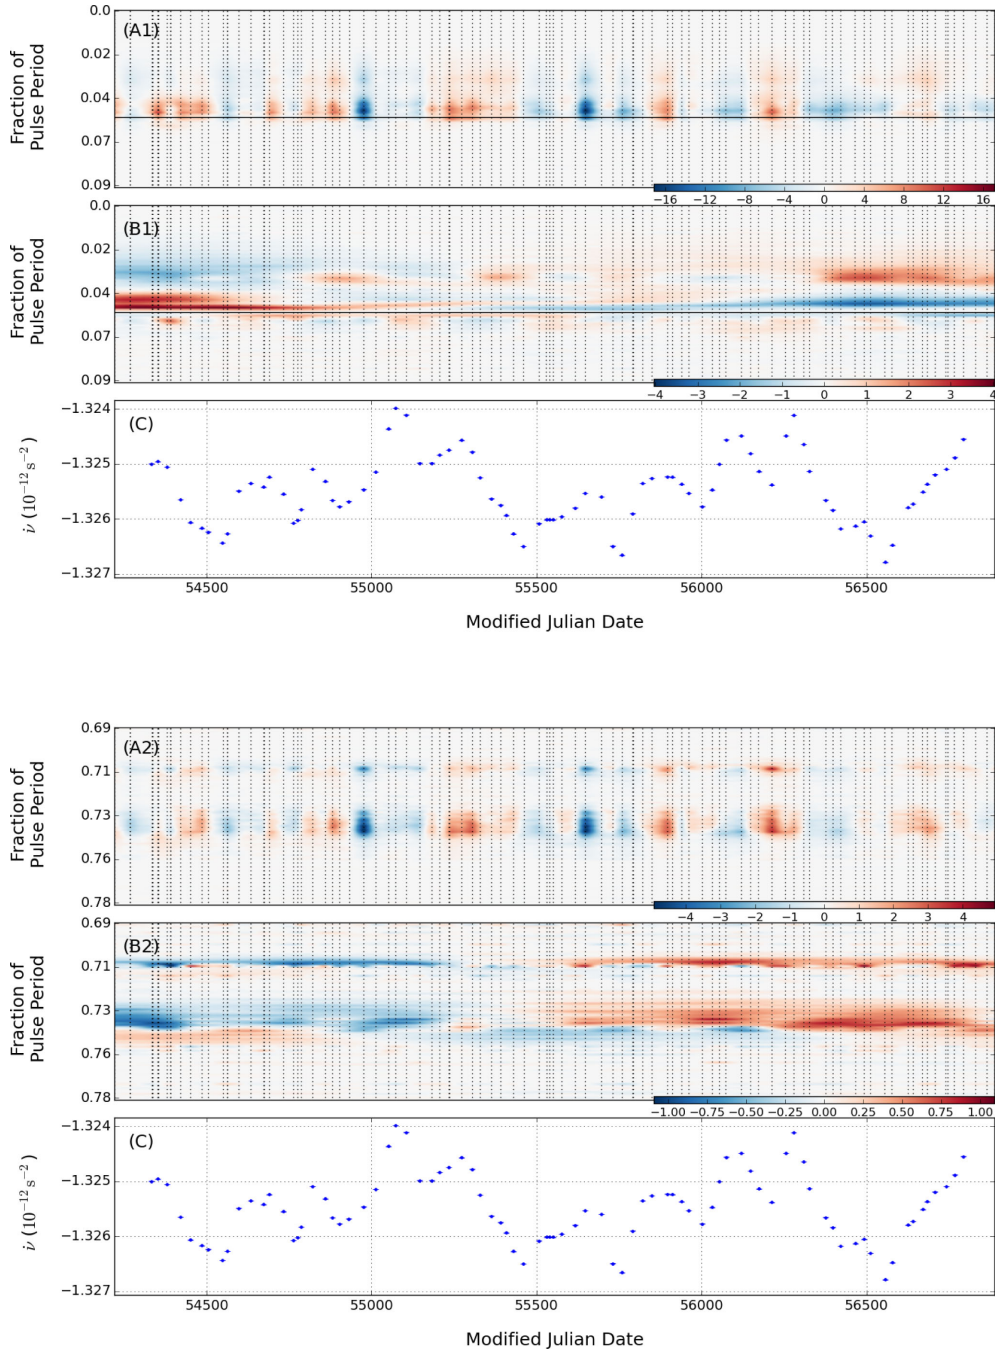 0.0
(A1)
0.02
0.04
0.07
0.09
Fraction of
Pulse Period
−16 −12 −8 −4 0 4 8 12 16
0.0
(B1)
0.02
0.04
0.07
0.09
Fraction of
Pulse Period
−4 −3 −2 −1 0 1 2 3 4
−1.324
(C)
−1.325
−1.326
−1.327
ν̇ (10⁻¹² s⁻²)
54500 55000 55500 56000 56500
Modified Julian Date
0.69
(A2)
0.71
0.73
0.76
0.78
Fraction of
Pulse Period
−4 −3 −2 −1 0 1 2 3 4
0.69
(B2)
0.71
0.73
0.76
0.78
Fraction of
Pulse Period
−1.00 −0.75 −0.50 −0.25 0.00 0.25 0.50 0.75 1.00
−1.324
(C)
−1.325
−1.326
−1.327
ν̇ (10⁻¹² s⁻²)
54500 55000 55500 56000 56500
Modified Julian Date